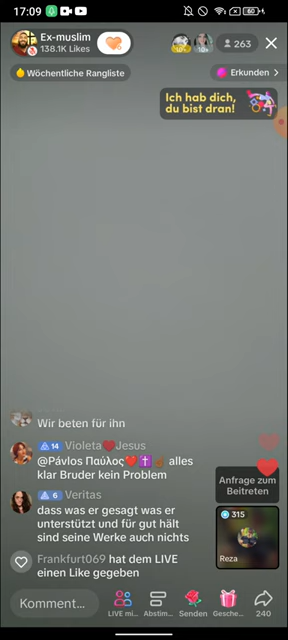 17:09
60
Ex-muslim
138.1K Likes
263
Wöchentliche Rangliste
Erkunden >
Ich hab dich,
du bist dran!
Wir beten für ihn
14 Violeta❤️Jesus
@Pávlos Παύλος❤️✝️☝🏾 alles
klar Bruder kein Problem
6 Veritas
dass was er gesagt was er
unterstützt und für gut hält
sind seine Werke auch nichts
Frankfurt069 hat dem LIVE
einen Like gegeben
Anfrage zum
Beitreten
315
Reza
Komment...
LIVE mi...
Abstim...
Senden
Gesche...
240